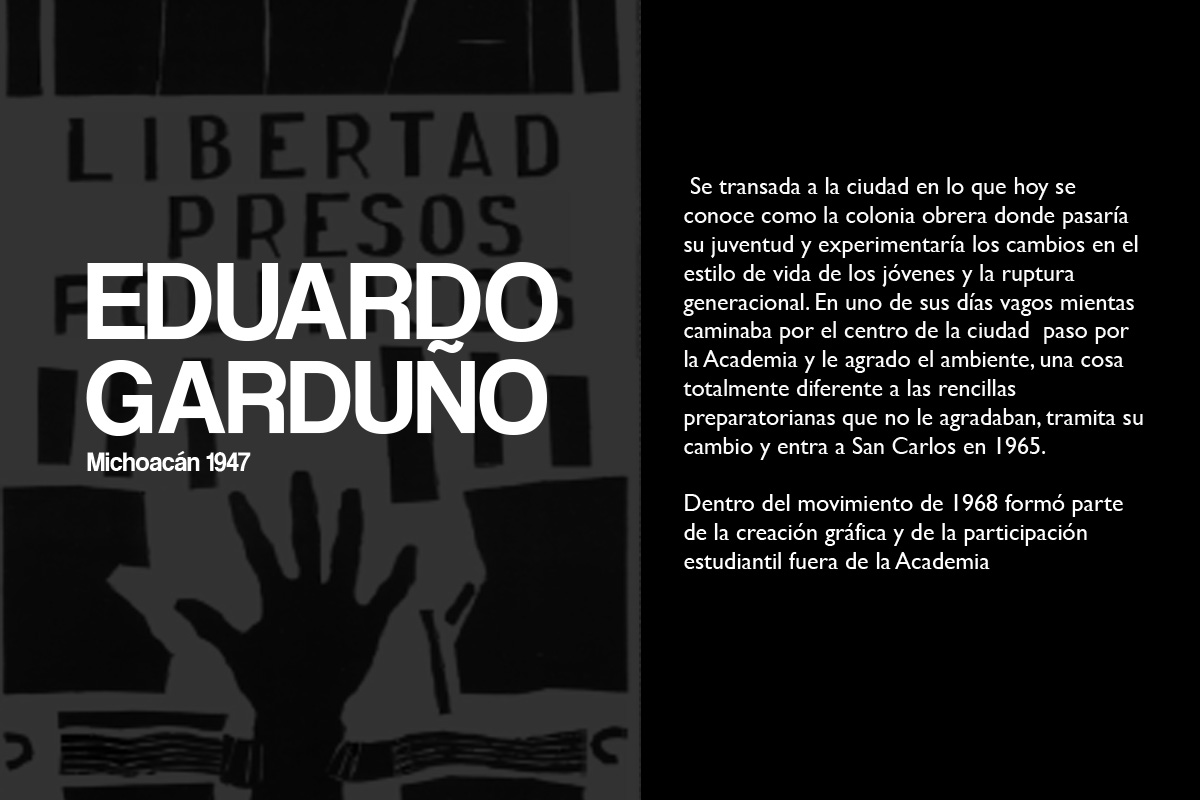 LIBERTAD
PRESOS
EDUARDO
GARDUÑO
Michoacán 1947
Se transada a la ciudad en lo que hoy se
conoce como la colonia obrera donde pasaría
su juventud y experimentaría los cambios en el
estilo de vida de los jóvenes y la ruptura
generacional. En uno de sus días vagos mientas
caminaba por el centro de la ciudad paso por
la Academia y le agrado el ambiente, una cosa
totalmente diferente a las rencillas
preparatorianas que no le agradaban, tramita su
cambio y entra a San Carlos en 1965.
Dentro del movimiento de 1968 formó parte
de la creación gráfica y de la participación
estudiantil fuera de la Academia